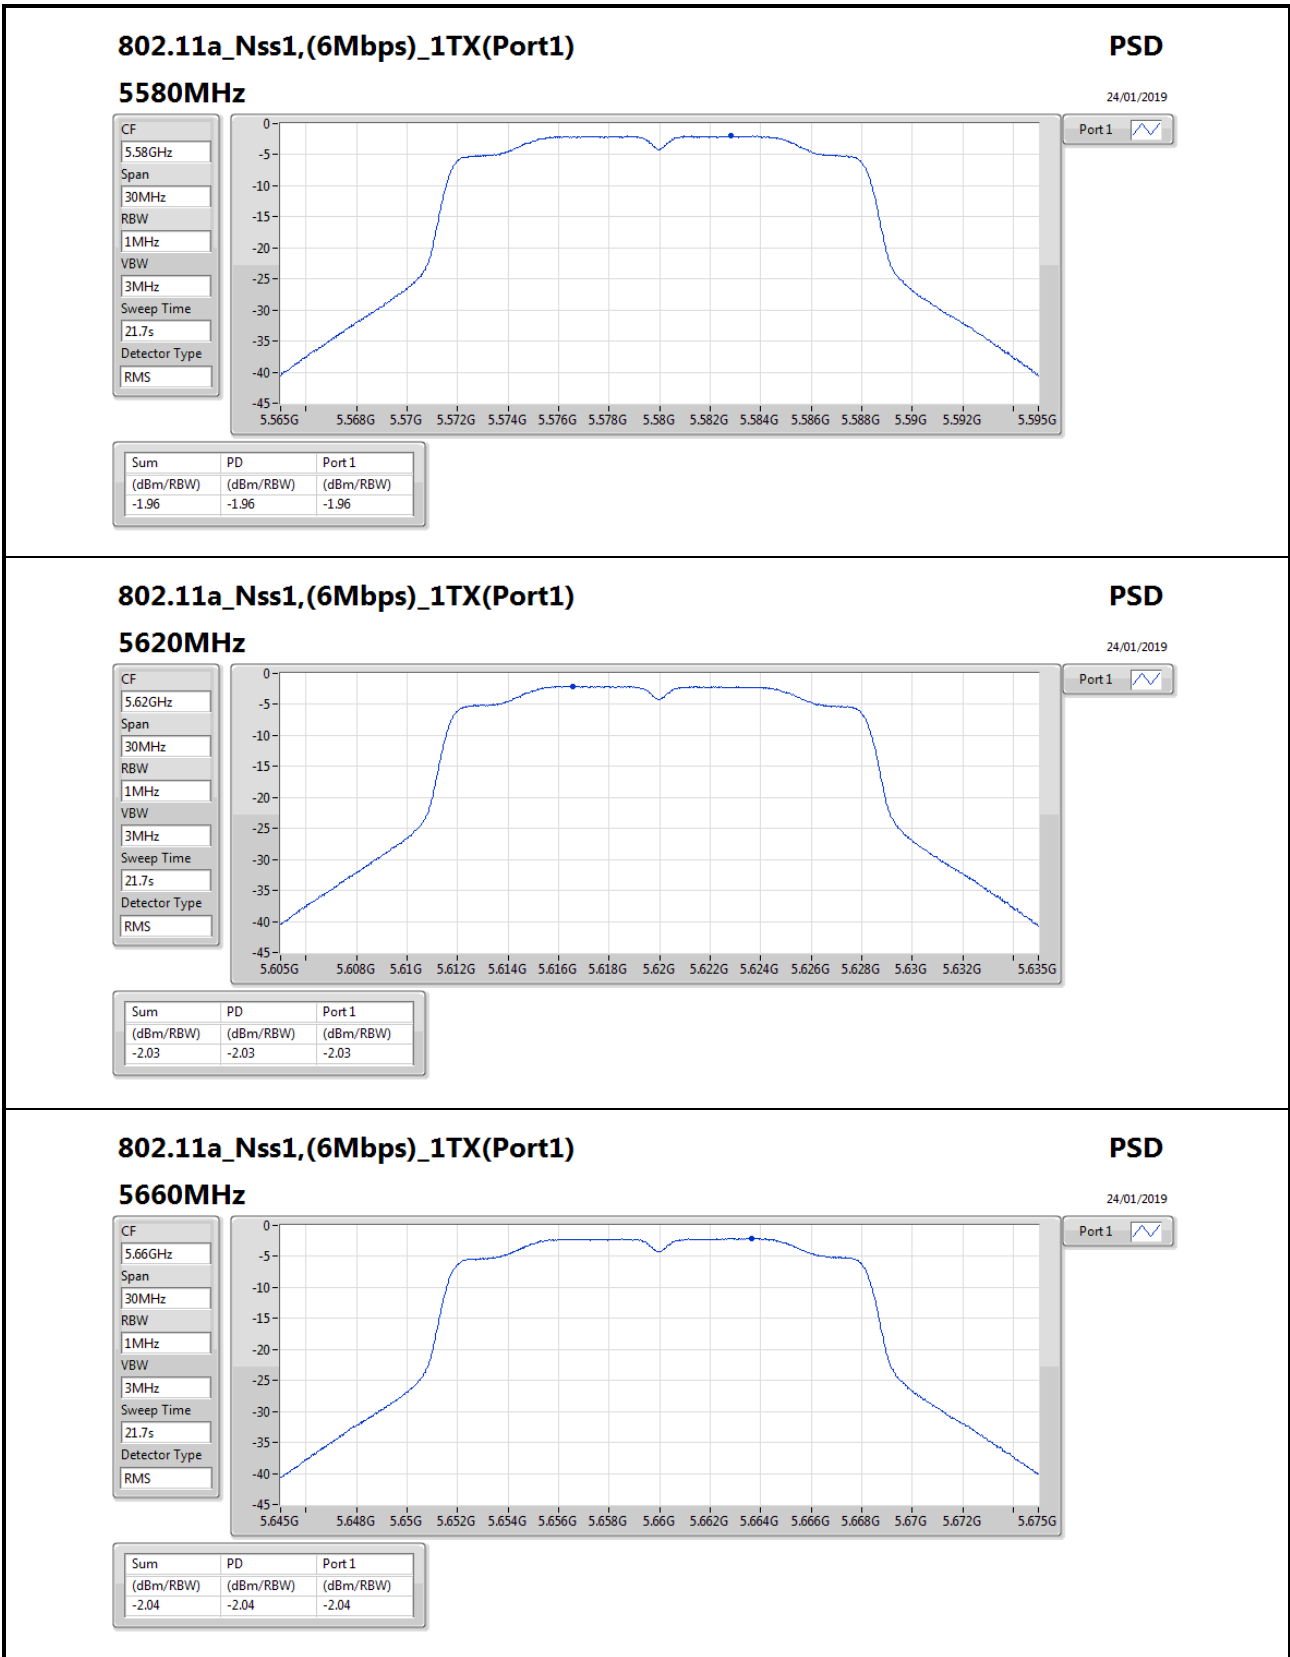 802.11a_Nss1,(6Mbps)_1TX(Port1) PSD
5580MHz 24/01/2019
CF
5.58GHz
Span
30MHz
RBW
1MHz
VBW
3MHz
Sweep Time
21.7s
Detector Type
RMS
0
-5
-10
-15
-20
-25
-30
-35
-40
-45
5.565G 5.568G 5.57G 5.572G 5.574G 5.576G 5.578G 5.58G 5.582G 5.584G 5.586G 5.588G 5.59G 5.592G 5.595G
Port 1
Sum PD Port 1
(dBm/RBW) (dBm/RBW) (dBm/RBW)
-1.96 -1.96 -1.96
802.11a_Nss1,(6Mbps)_1TX(Port1) PSD
5620MHz 24/01/2019
CF
5.62GHz
Span
30MHz
RBW
1MHz
VBW
3MHz
Sweep Time
21.7s
Detector Type
RMS
0
-5
-10
-15
-20
-25
-30
-35
-40
-45
5.605G 5.608G 5.61G 5.612G 5.614G 5.616G 5.618G 5.62G 5.622G 5.624G 5.626G 5.628G 5.63G 5.632G 5.635G
Port 1
Sum PD Port 1
(dBm/RBW) (dBm/RBW) (dBm/RBW)
-2.03 -2.03 -2.03
802.11a_Nss1,(6Mbps)_1TX(Port1) PSD
5660MHz 24/01/2019
CF
5.66GHz
Span
30MHz
RBW
1MHz
VBW
3MHz
Sweep Time
21.7s
Detector Type
RMS
0
-5
-10
-15
-20
-25
-30
-35
-40
-45
5.645G 5.648G 5.65G 5.652G 5.654G 5.656G 5.658G 5.66G 5.662G 5.664G 5.666G 5.668G 5.67G 5.672G 5.675G
Port 1
Sum PD Port 1
(dBm/RBW) (dBm/RBW) (dBm/RBW)
-2.04 -2.04 -2.04